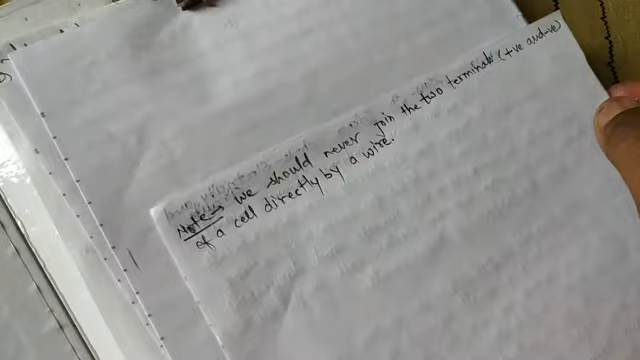 Note:- We should never join the two terminals (+ve and -ve)
of a cell directly by a wire.